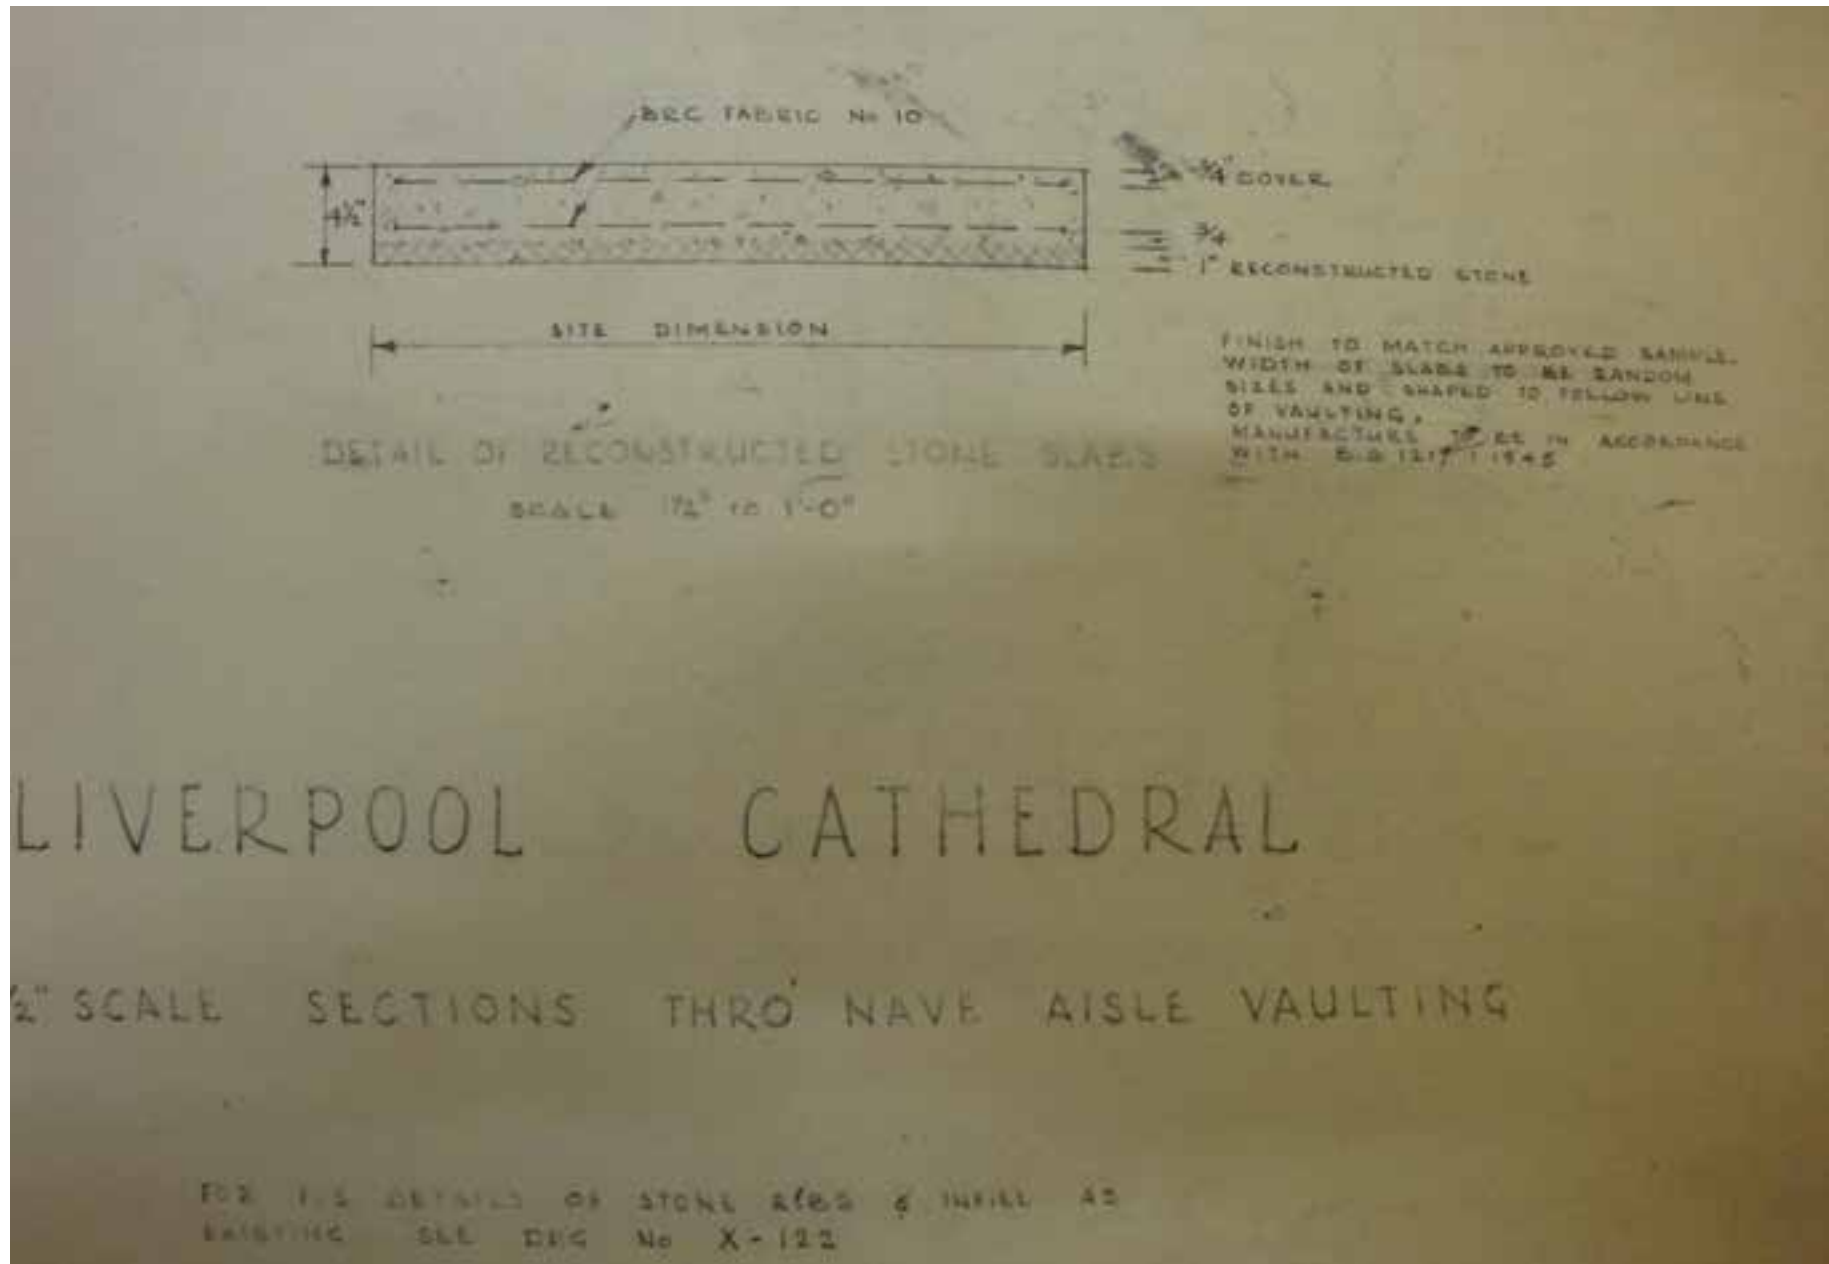 BRC FABRIC No 10
3/4" COVER
4½"
3/4
1" RECONSTRUCTED STONE
SITE DIMENSION
FINISH TO MATCH APPROVED SAMPLE.
WIDTH OF SLABS TO BE RANDOM
SIZES AND SHAPED TO FOLLOW LINE
OF VAULTING.
MANUFACTURE TO BE IN ACCORDANCE
WITH B.S 1217 : 1945
DETAIL OF RECONSTRUCTED STONE SLABS
SCALE 1½" TO 1'-0"
LIVERPOOL CATHEDRAL
½" SCALE SECTIONS THRO' NAVE AISLE VAULTING
FOR F.S DETAILS OF STONE RIBS & INFILL AS
EXISTING SEE DRG No X-122